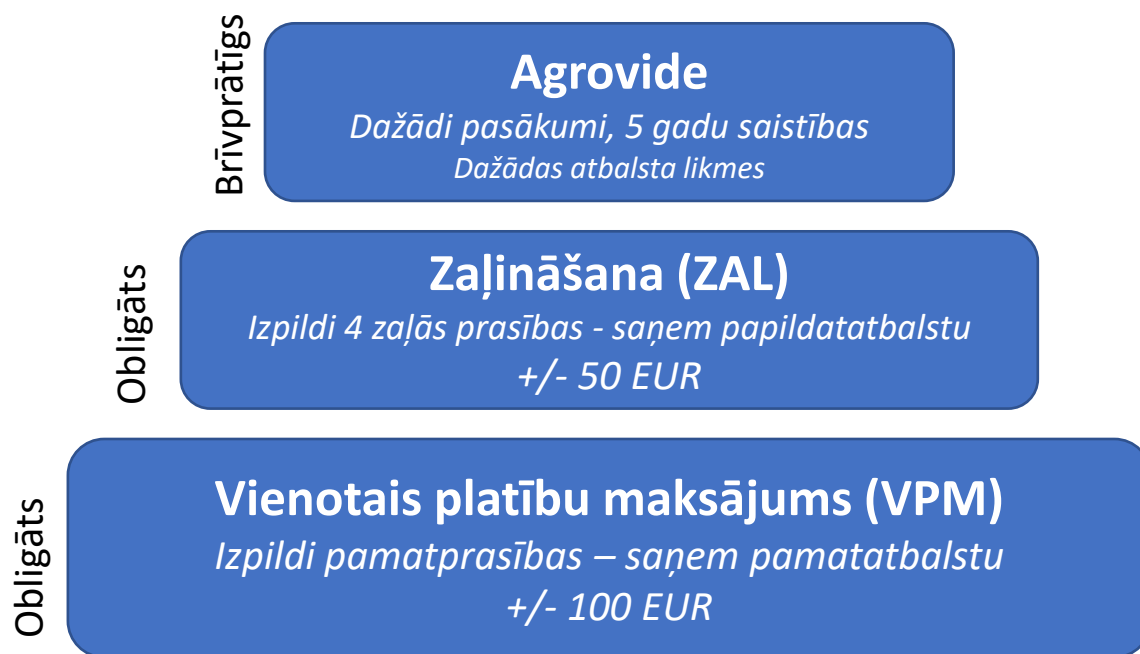 Brīvprātīgs
Agrovide
Dažādi pasākumi, 5 gadu saistības
Dažādas atbalsta likmes
Obligāts
Zaļināšana (ZAL)
Izpildi 4 zaļās prasības - saņem papildatatbalstu
+/- 50 EUR
Obligāts
Vienotais platību maksājums (VPM)
Izpildi pamatprasības – saņem pamatatbalstu
+/- 100 EUR